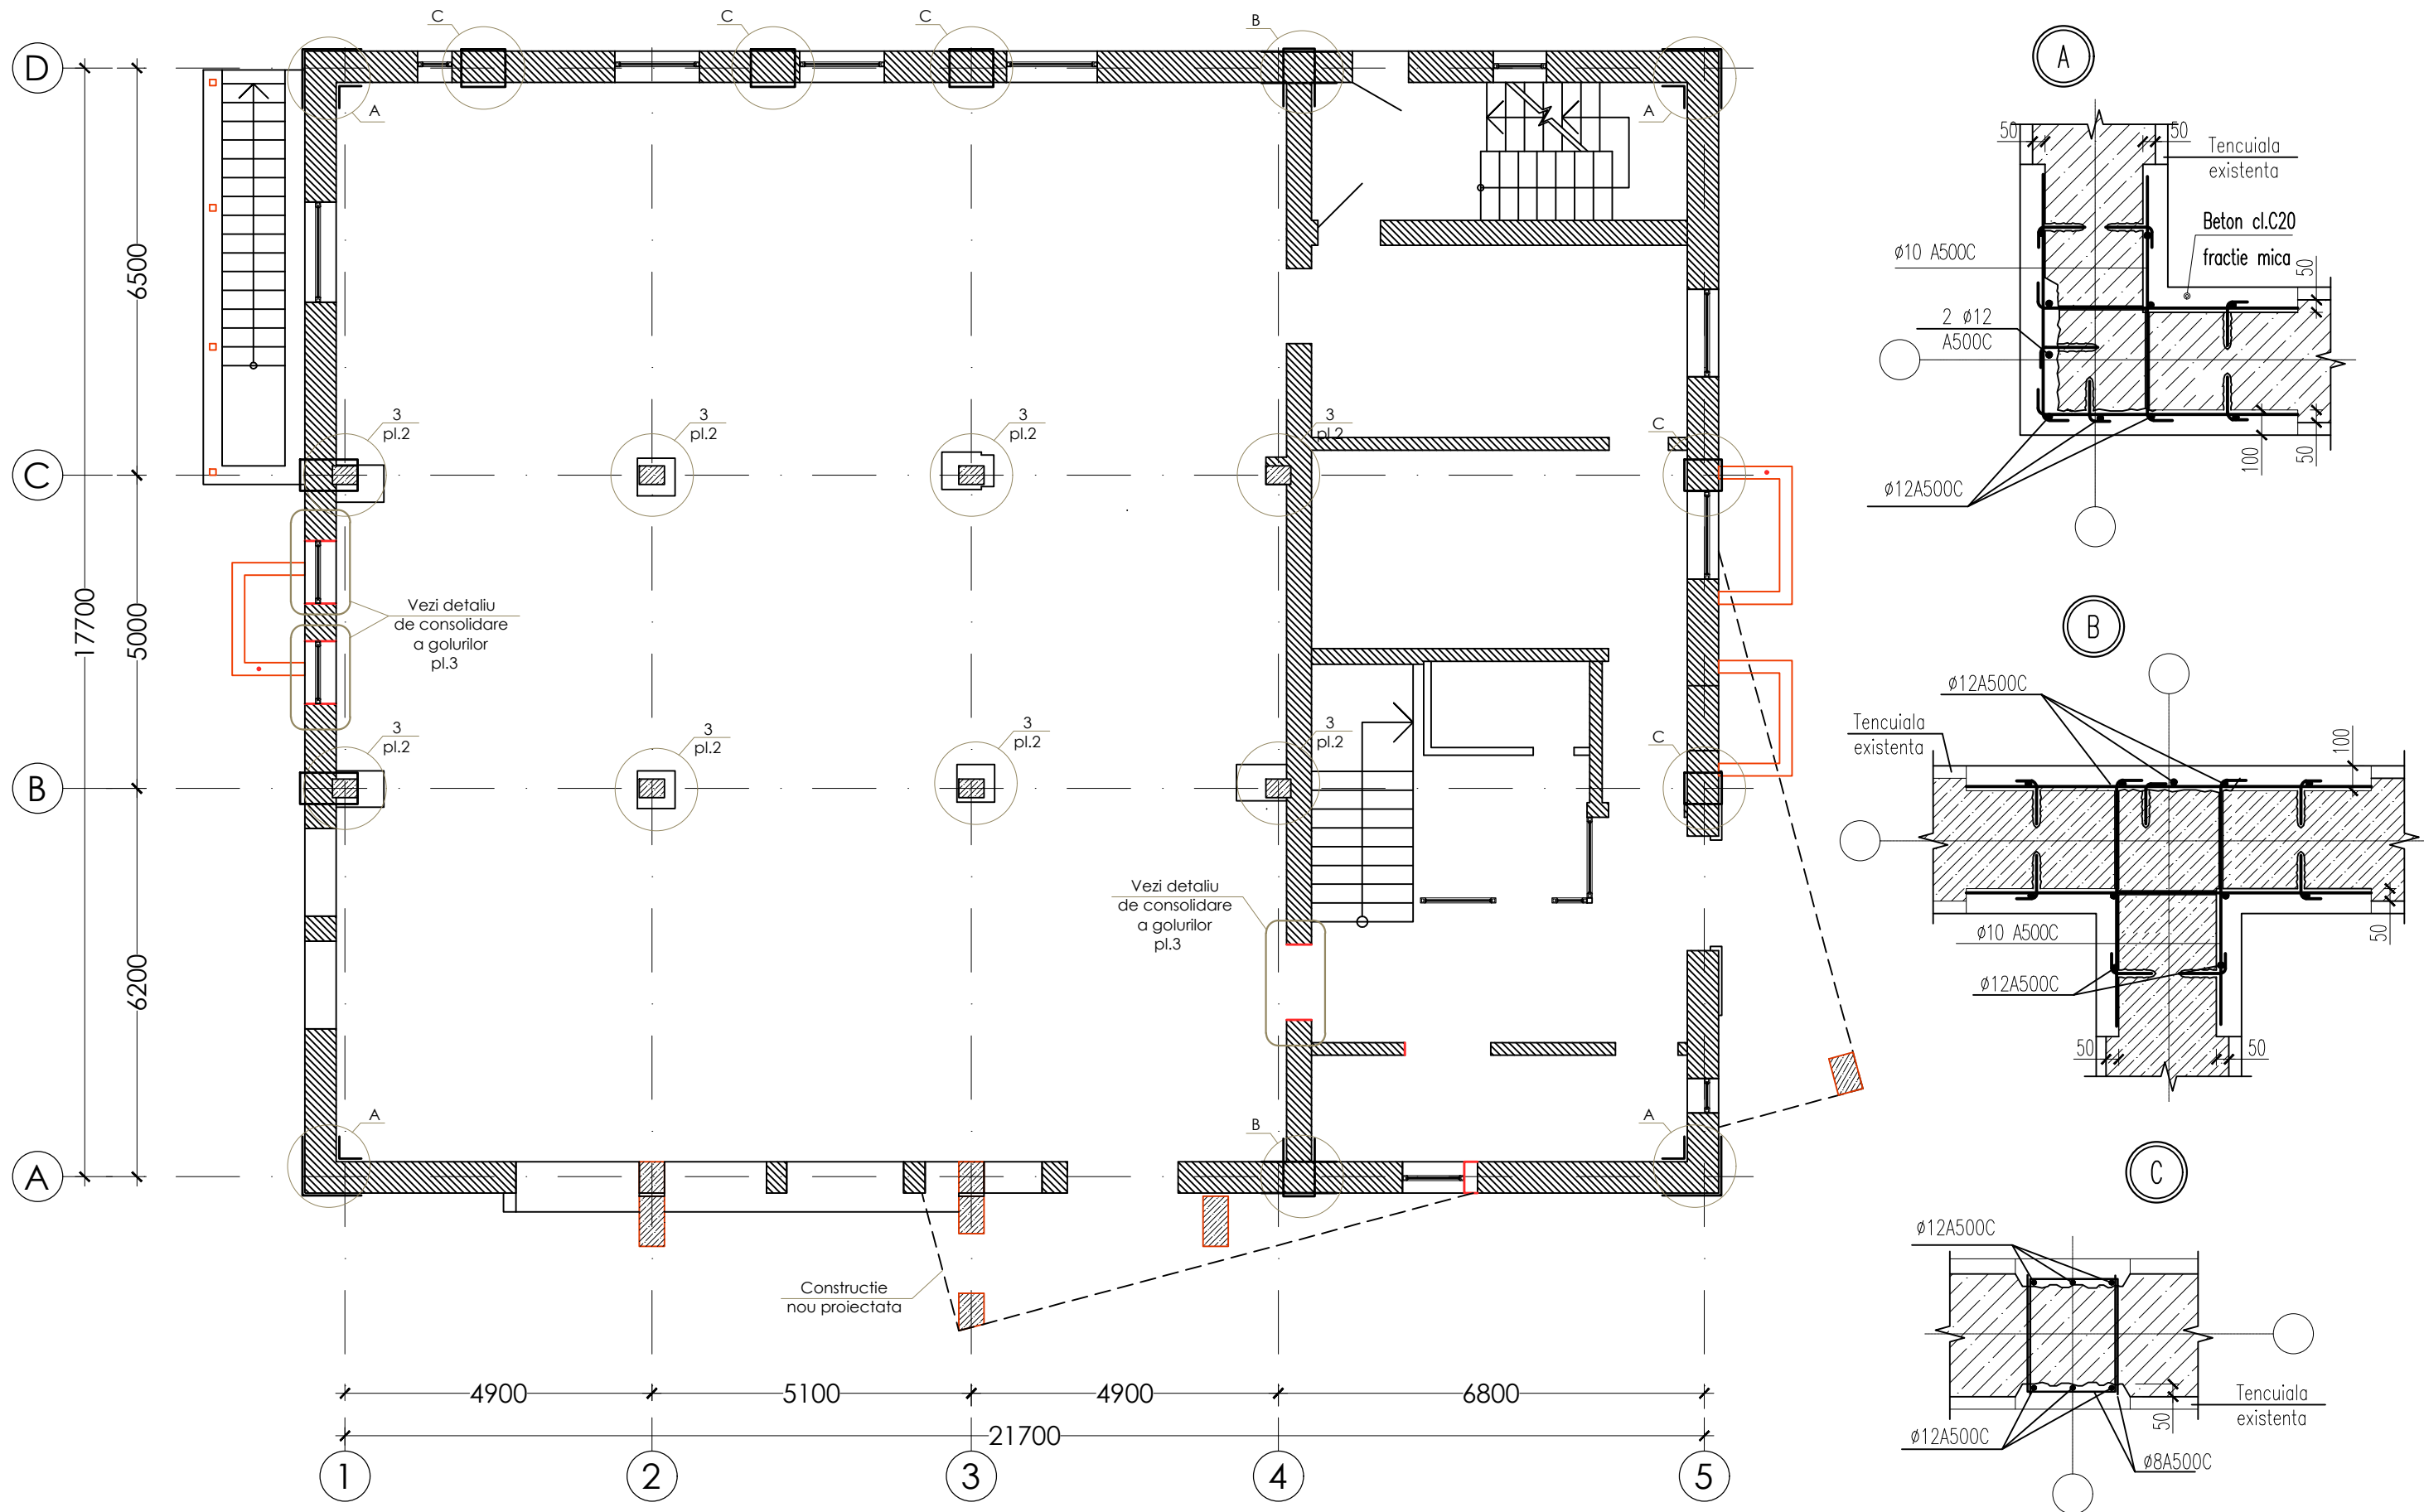 C
C
C
B
D
A
A
6500
3
pl.2
3
pl.2
3
pl.2
3
pl.2
C
C
17700
5000
Vezi detaliu
de consolidare
a golurilor
pl.3
3
pl.2
3
pl.2
3
pl.2
3
pl.2
C
B
6200
Vezi detaliu
de consolidare
a golurilor
pl.3
A
B
A
A
Constructie
nou proiectata
4900
5100
4900
6800
21700
1
2
3
4
5
A
50
50
Tencuiala
existenta
Beton cl.C20
fractie mica
ø10 A500C
50
2 ø12
A500C
ø12A500C
100
50
B
ø12A500C
Tencuiala
existenta
100
ø10 A500C
50
ø12A500C
50
50
C
ø12A500C
Tencuiala
existenta
50
ø12A500C
ø8A500C